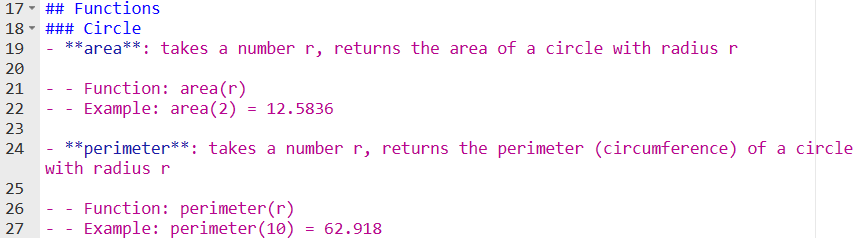 17 ## Functions
18 ### Circle
19 - **area**: takes a number r, returns the area of a circle with radius r
20
21 - - Function: area(r)
22 - - Example: area(2) = 12.5836
23
24 - **perimeter**: takes a number r, returns the perimeter (circumference) of a circle
with radius r
25
26 - - Function: perimeter(r)
27 - - Example: perimeter(10) = 62.918